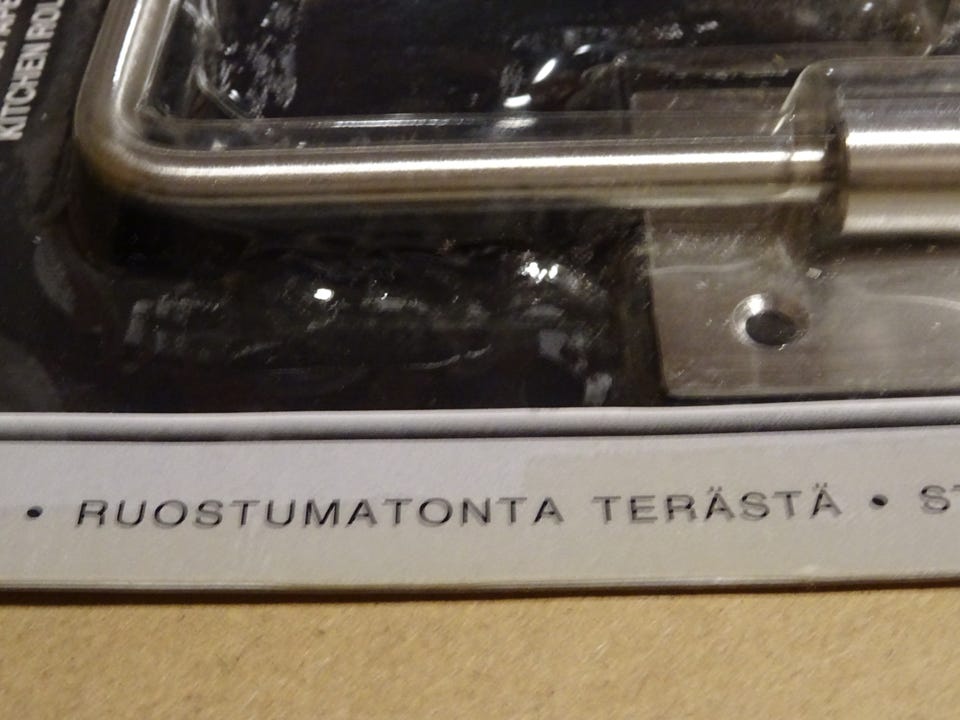 KITCHEN ROL
• RUOSTUMATONTA TERÄSTÄ • ST